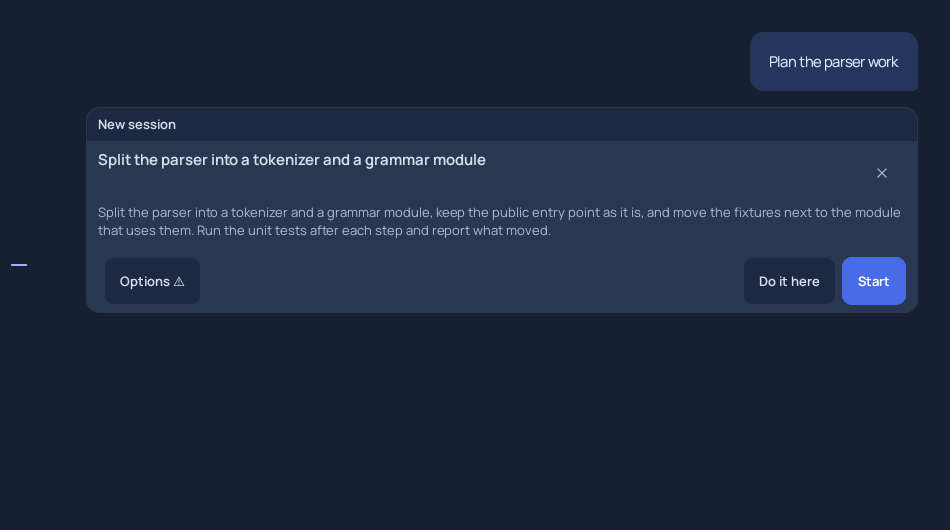 Plan the parser work
New session
Split the parser into a tokenizer and a grammar module
Split the parser into a tokenizer and a grammar module, keep the public entry point as it is, and move the fixtures next to the module
that uses them. Run the unit tests after each step and report what moved.
Options ⚠
Do it here
Start